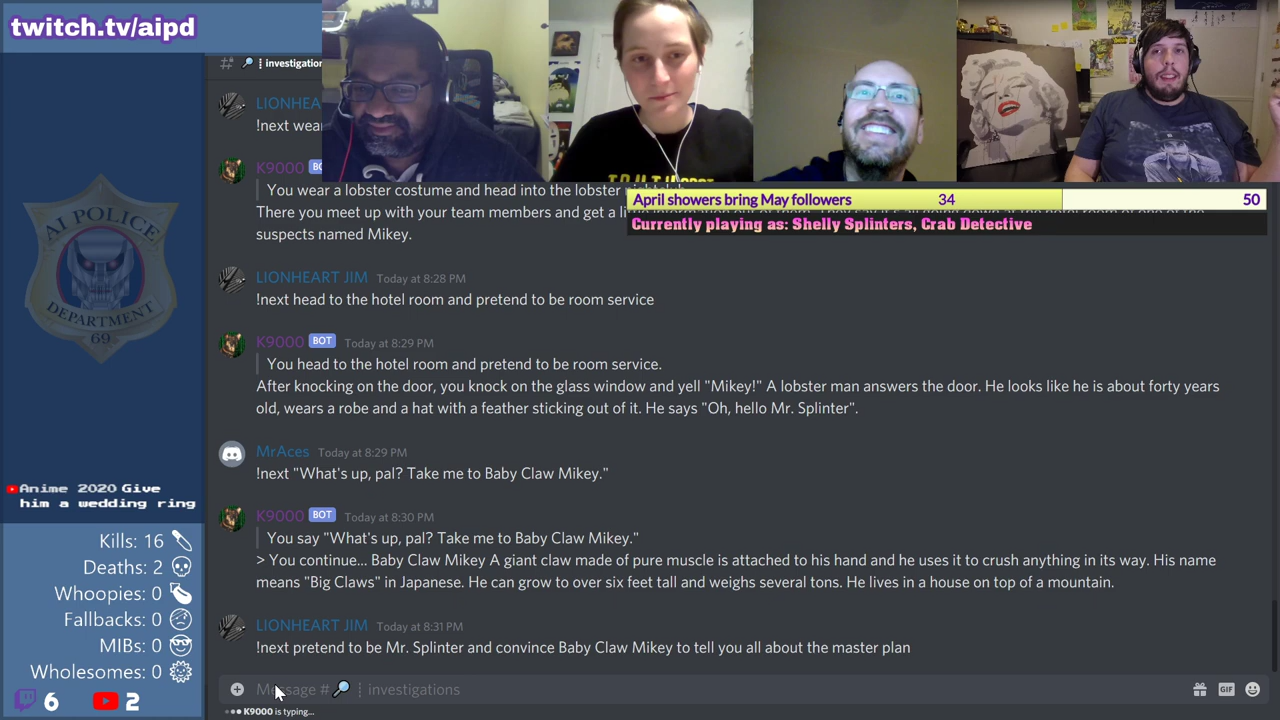 twitch.tv/aipd
# investigation
LIONHEA
!next wear
K9000 BO
You wear a lobster costume and head into the lobster
There you meet up with your team members and get a li
suspects named Mikey.
April showers bring May followers 34 50
Currently playing as: Shelly Splinters, Crab Detective
LIONHEART JIM Today at 8:28 PM
!next head to the hotel room and pretend to be room service
K9000 BOT Today at 8:29 PM
You head to the hotel room and pretend to be room service.
After knocking on the door, you knock on the glass window and yell "Mikey!" A lobster man answers the door. He looks like he is about forty years
old, wears a robe and a hat with a feather sticking out of it. He says "Oh, hello Mr. Splinter".
MrAces Today at 8:29 PM
!next "What's up, pal? Take me to Baby Claw Mikey."
K9000 BOT Today at 8:30 PM
You say "What's up, pal? Take me to Baby Claw Mikey."
> You continue... Baby Claw Mikey A giant claw made of pure muscle is attached to his hand and he uses it to crush anything in its way. His name
means "Big Claws" in Japanese. He can grow to over six feet tall and weighs several tons. He lives in a house on top of a mountain.
LIONHEART JIM Today at 8:31 PM
!next pretend to be Mr. Splinter and convince Baby Claw Mikey to tell you all about the master plan
Message # investigations
GIF
K9000 is typing...
AI POLICE
DEPARTMENT
69
Anime 2020 Give
him a wedding ring
Kills: 16
Deaths: 2
Whoopies: 0
Fallbacks: 0
MIBs: 0
Wholesomes: 0
6 2